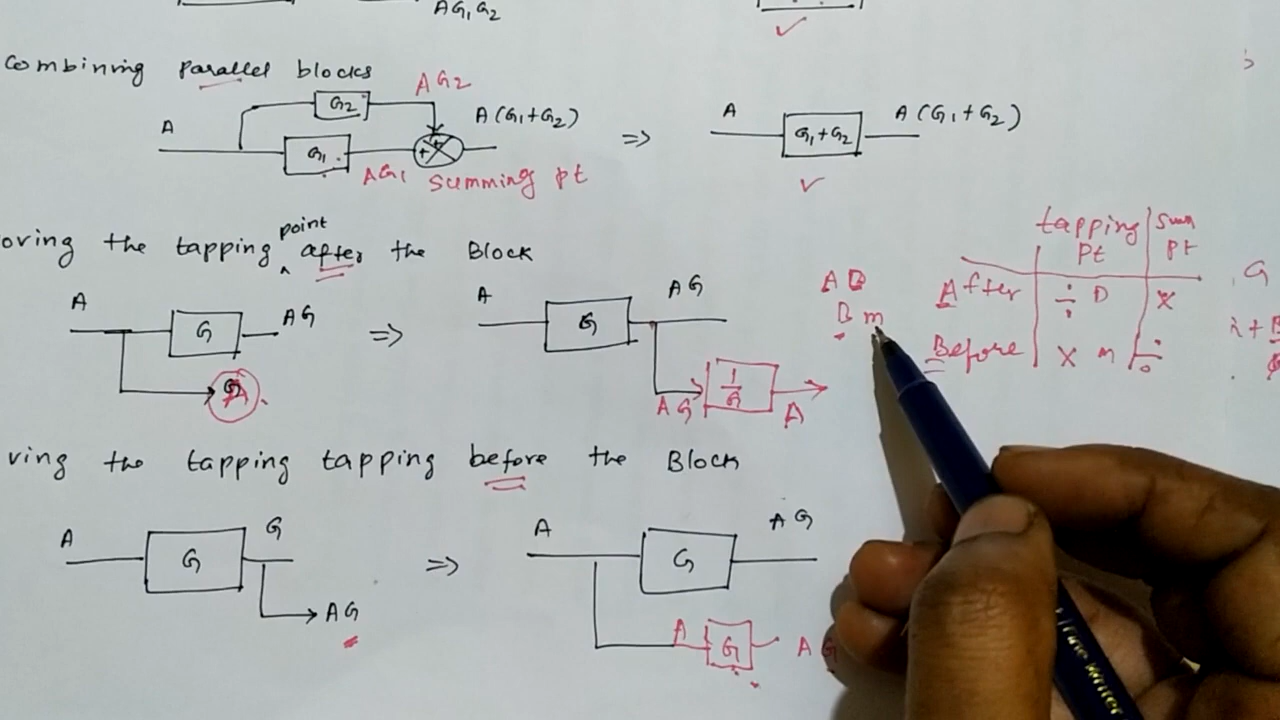 AG1G2
Combining parallel blocks
AG2
G2
A
A(G1+G2)
G1
AG1
Summing pt
⇒
A
G1+G2
A(G1+G2)
oving the tapping point after the Block
A
G
AG
A
⇒
A
G
AG
AG
1/G
A
A D
B m
tapping pt
Sum pt
After ÷ D X
Before X m ÷
G
ving the tapping tapping before the Block
A
G
G
AG
⇒
A
G
AG
A
G
A G
Fine writer